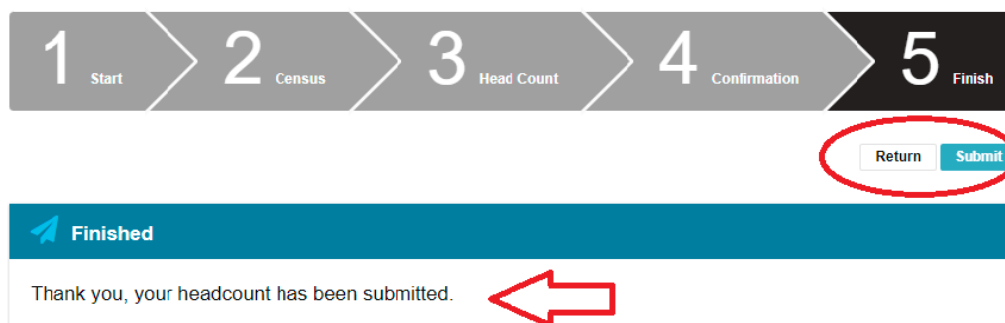 1 Start 2 Census 3 Head Count 4 Confirmation 5 Finish
Return Submit
Finished
Thank you, your headcount has been submitted.